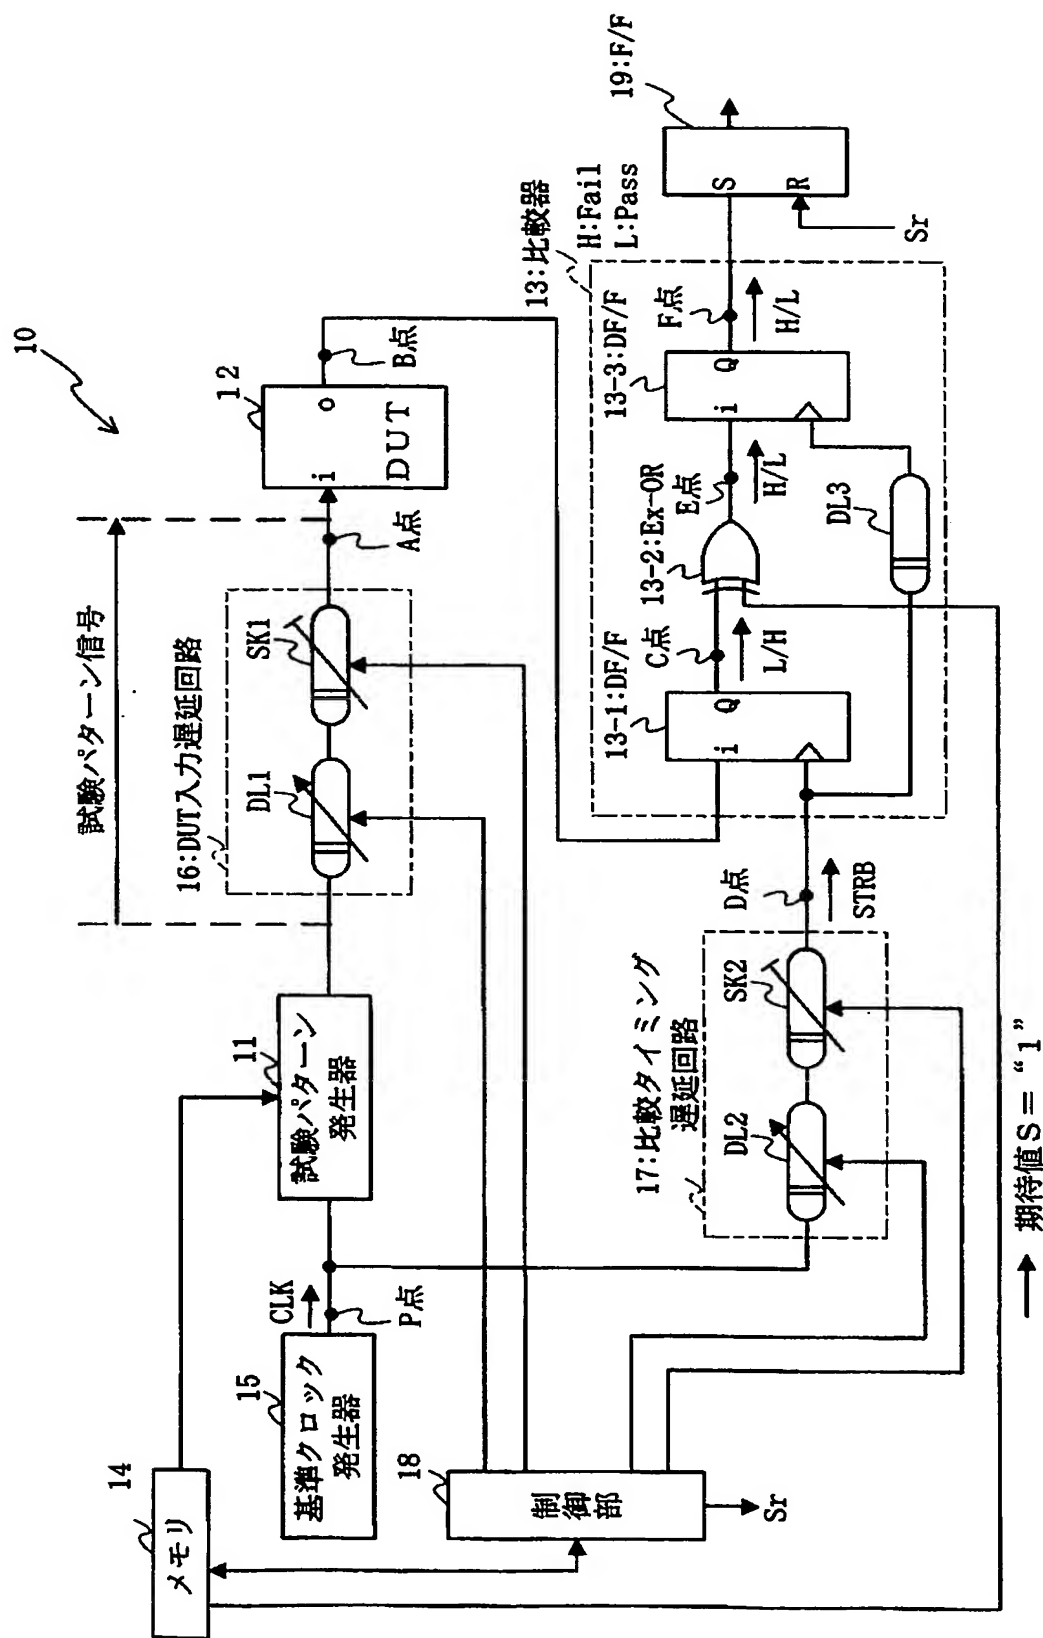 10
試験パターン信号
14
メモリ
15
基準クロック
発生器
CLK
P点
11
試験パターン
発生器
16:DUT入力遅延回路
DL1
SK1
A点
12
i
o
DUT
B点
18
制御部
Sr
17:比較タイミング
遅延回路
DL2
SK2
D点
STRB
13:比較器
H:Fail
L:Pass
13-1:DF/F
i
Q
C点
L/H
13-2:Ex-OR
E点
H/L
13-3:DF/F
i
Q
F点
H/L
DL3
19:F/F
S
R
Sr
期待値S=“1”